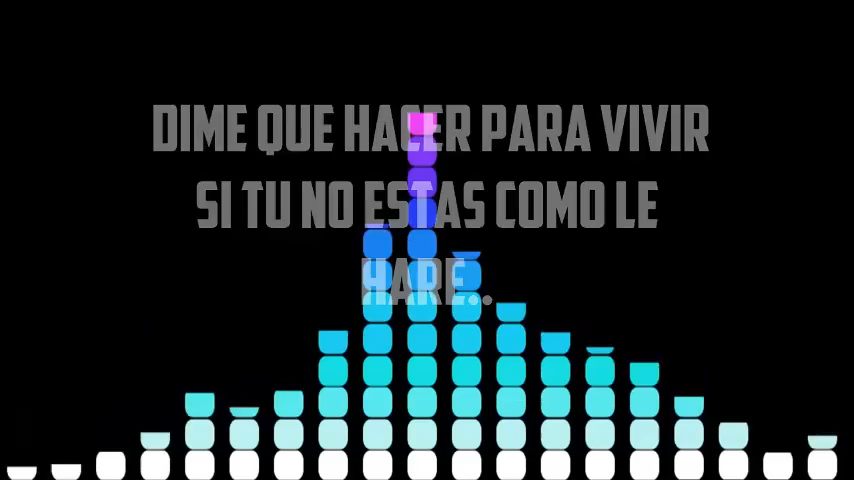 DIME QUE HACER PARA VIVIR
SI TU NO ESTAS COMO LE
HARE..